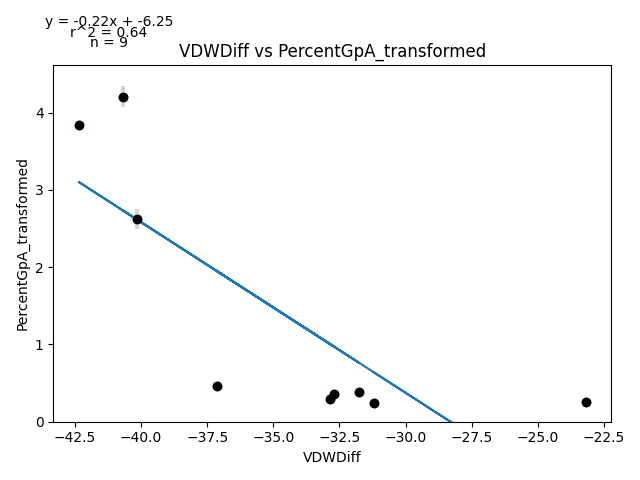 y = -0.22x + -6.25
r^2 = 0.64
n = 9
VDWDiff vs PercentGpA_transformed
PercentGpA_transformed
4
3
2
1
0
−42.5 −40.0 −37.5 −35.0 −32.5 −30.0 −27.5 −25.0 −22.5
VDWDiff